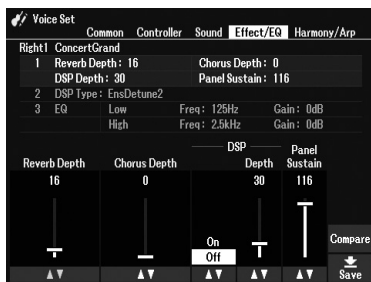 Voice Set
Common Controller Sound Effect/EQ Harmony/Arp
Right1 ConcertGrand
1 Reverb Depth: 16 Chorus Depth: 0
DSP Depth: 30 Panel Sustain: 116
2 DSP Type: EnsDetune2
3 EQ Low Freq: 125Hz Gain: 0dB
High Freq: 2.5kHz Gain: 0dB
DSP Panel
Reverb Depth Chorus Depth Depth Sustain
16 0 30 116
On
Off
Compare
Save